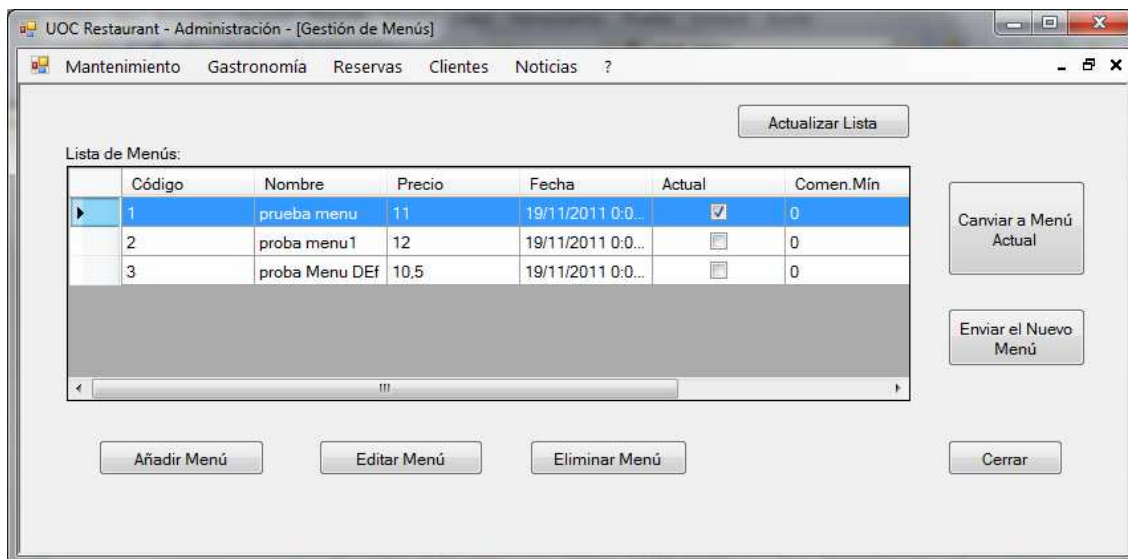 UOC Restaurant - Administración - [Gestión de Menús]
Mantenimiento Gastronomía Reservas Clientes Noticias ?
Actualizar Lista
Lista de Menús:
Código Nombre Precio Fecha Actual Comen.Mín
1 prueba menu 11 19/11/2011 0:0... 0
2 proba menu1 12 19/11/2011 0:0... 0
3 proba Menu DEf 10,5 19/11/2011 0:0... 0
Canviar a Menú
Actual
Enviar el Nuevo
Menú
Añadir Menú Editar Menú Eliminar Menú Cerrar